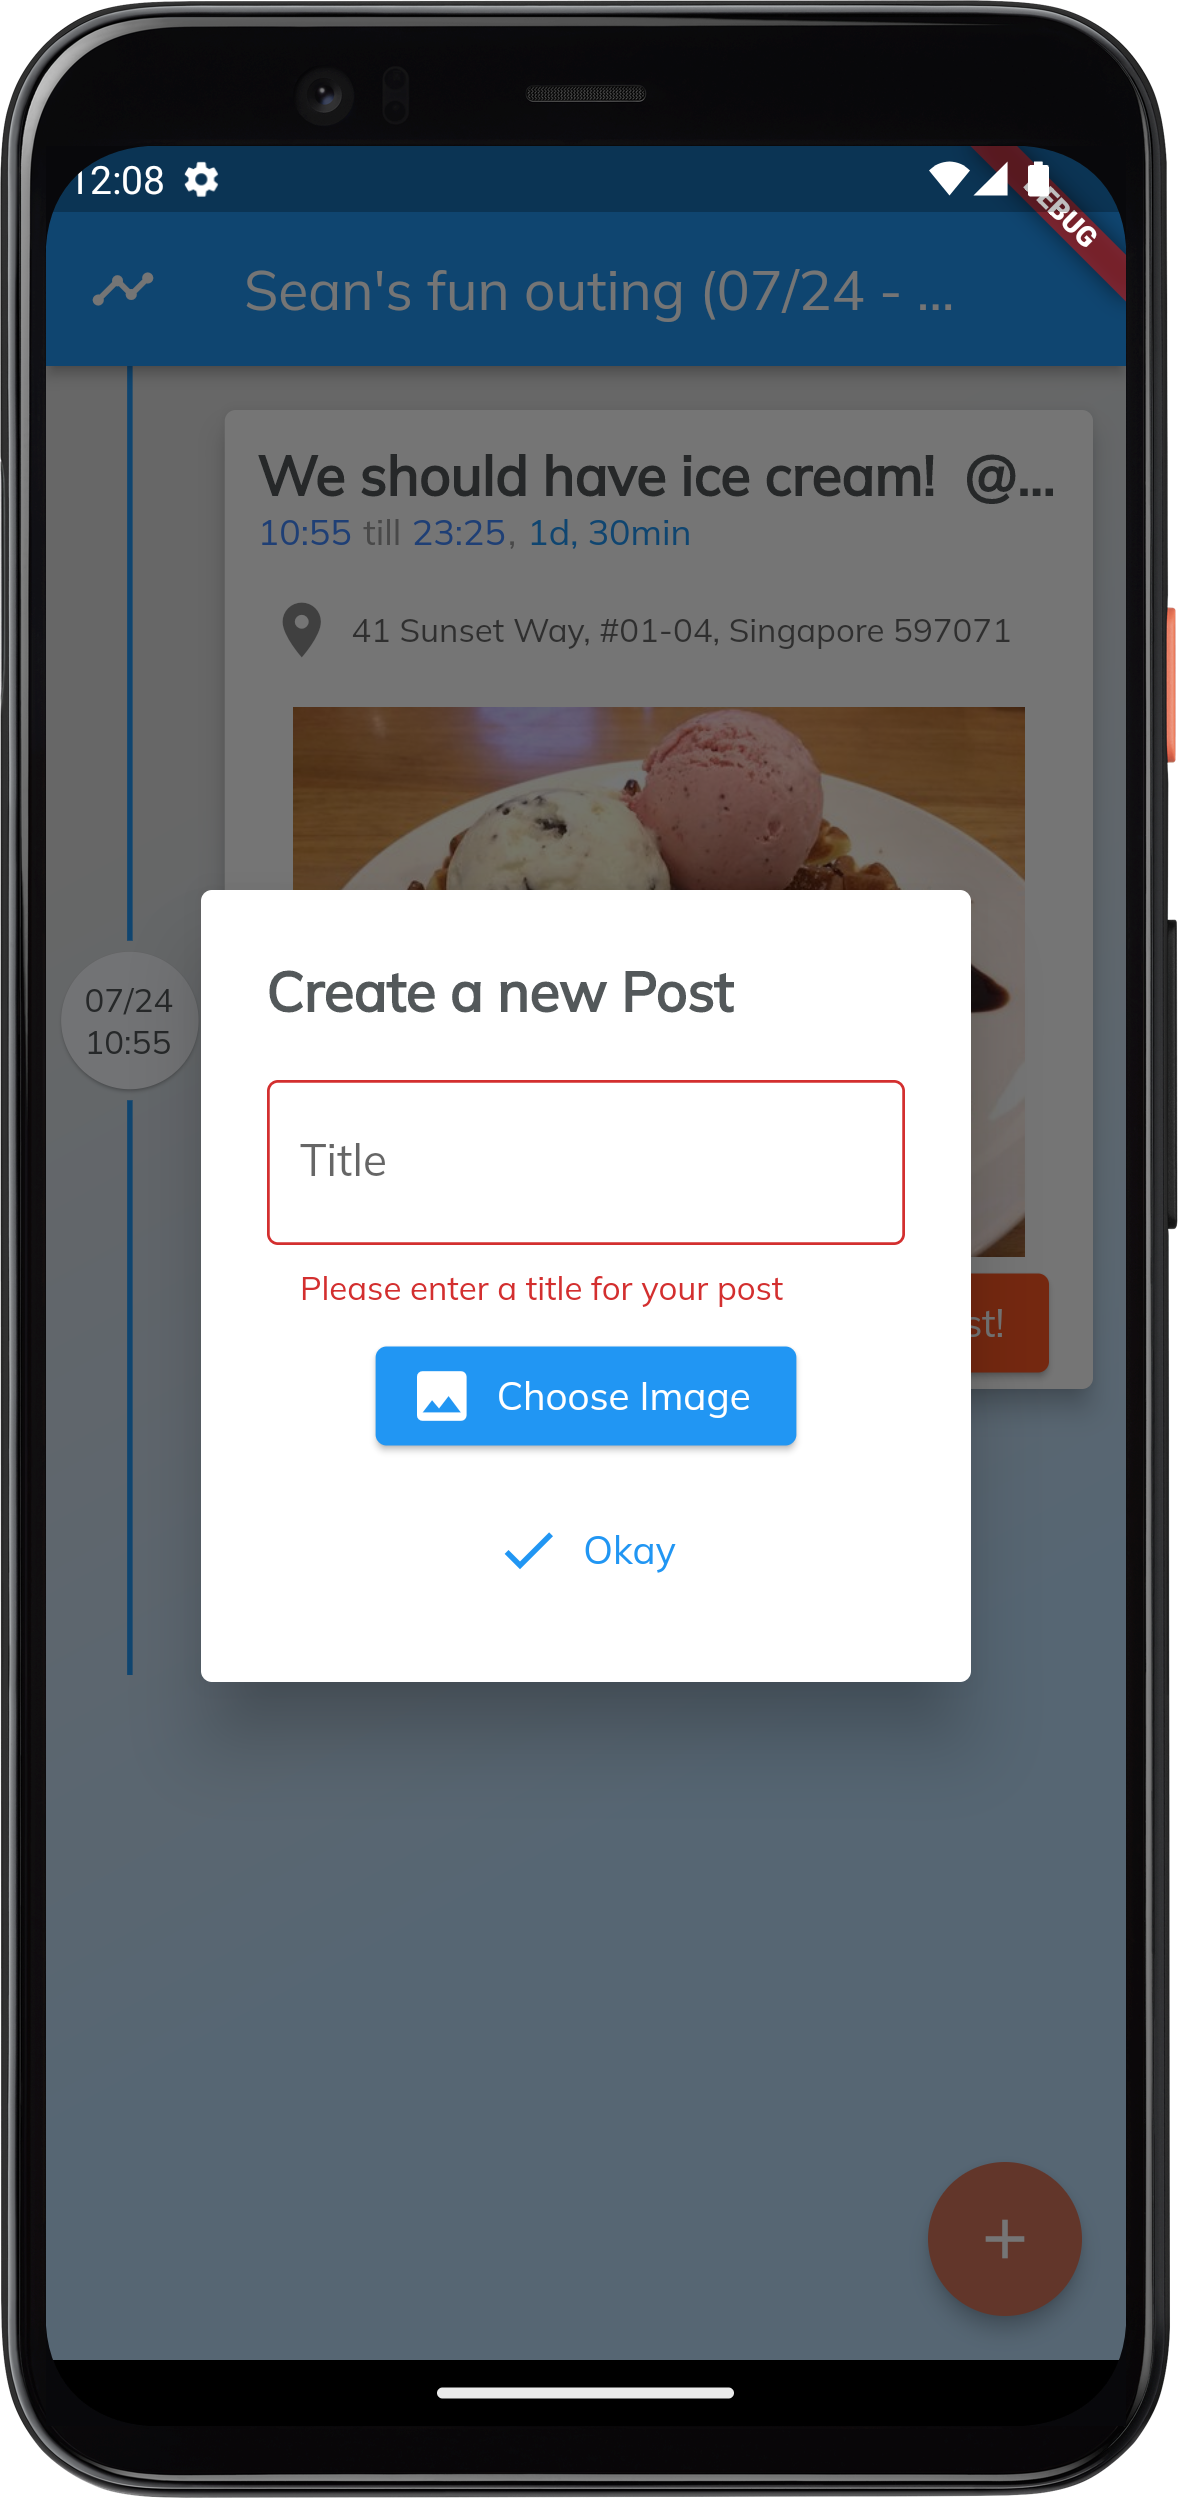 12:08
DEBUG
Sean's fun outing (07/24 - ...
We should have ice cream! @...
10:55 till 23:25, 1d, 30min
41 Sunset Way, #01-04, Singapore 597071
07/24
10:55
Create a new Post
Title
Please enter a title for your post
st!
Choose Image
Okay